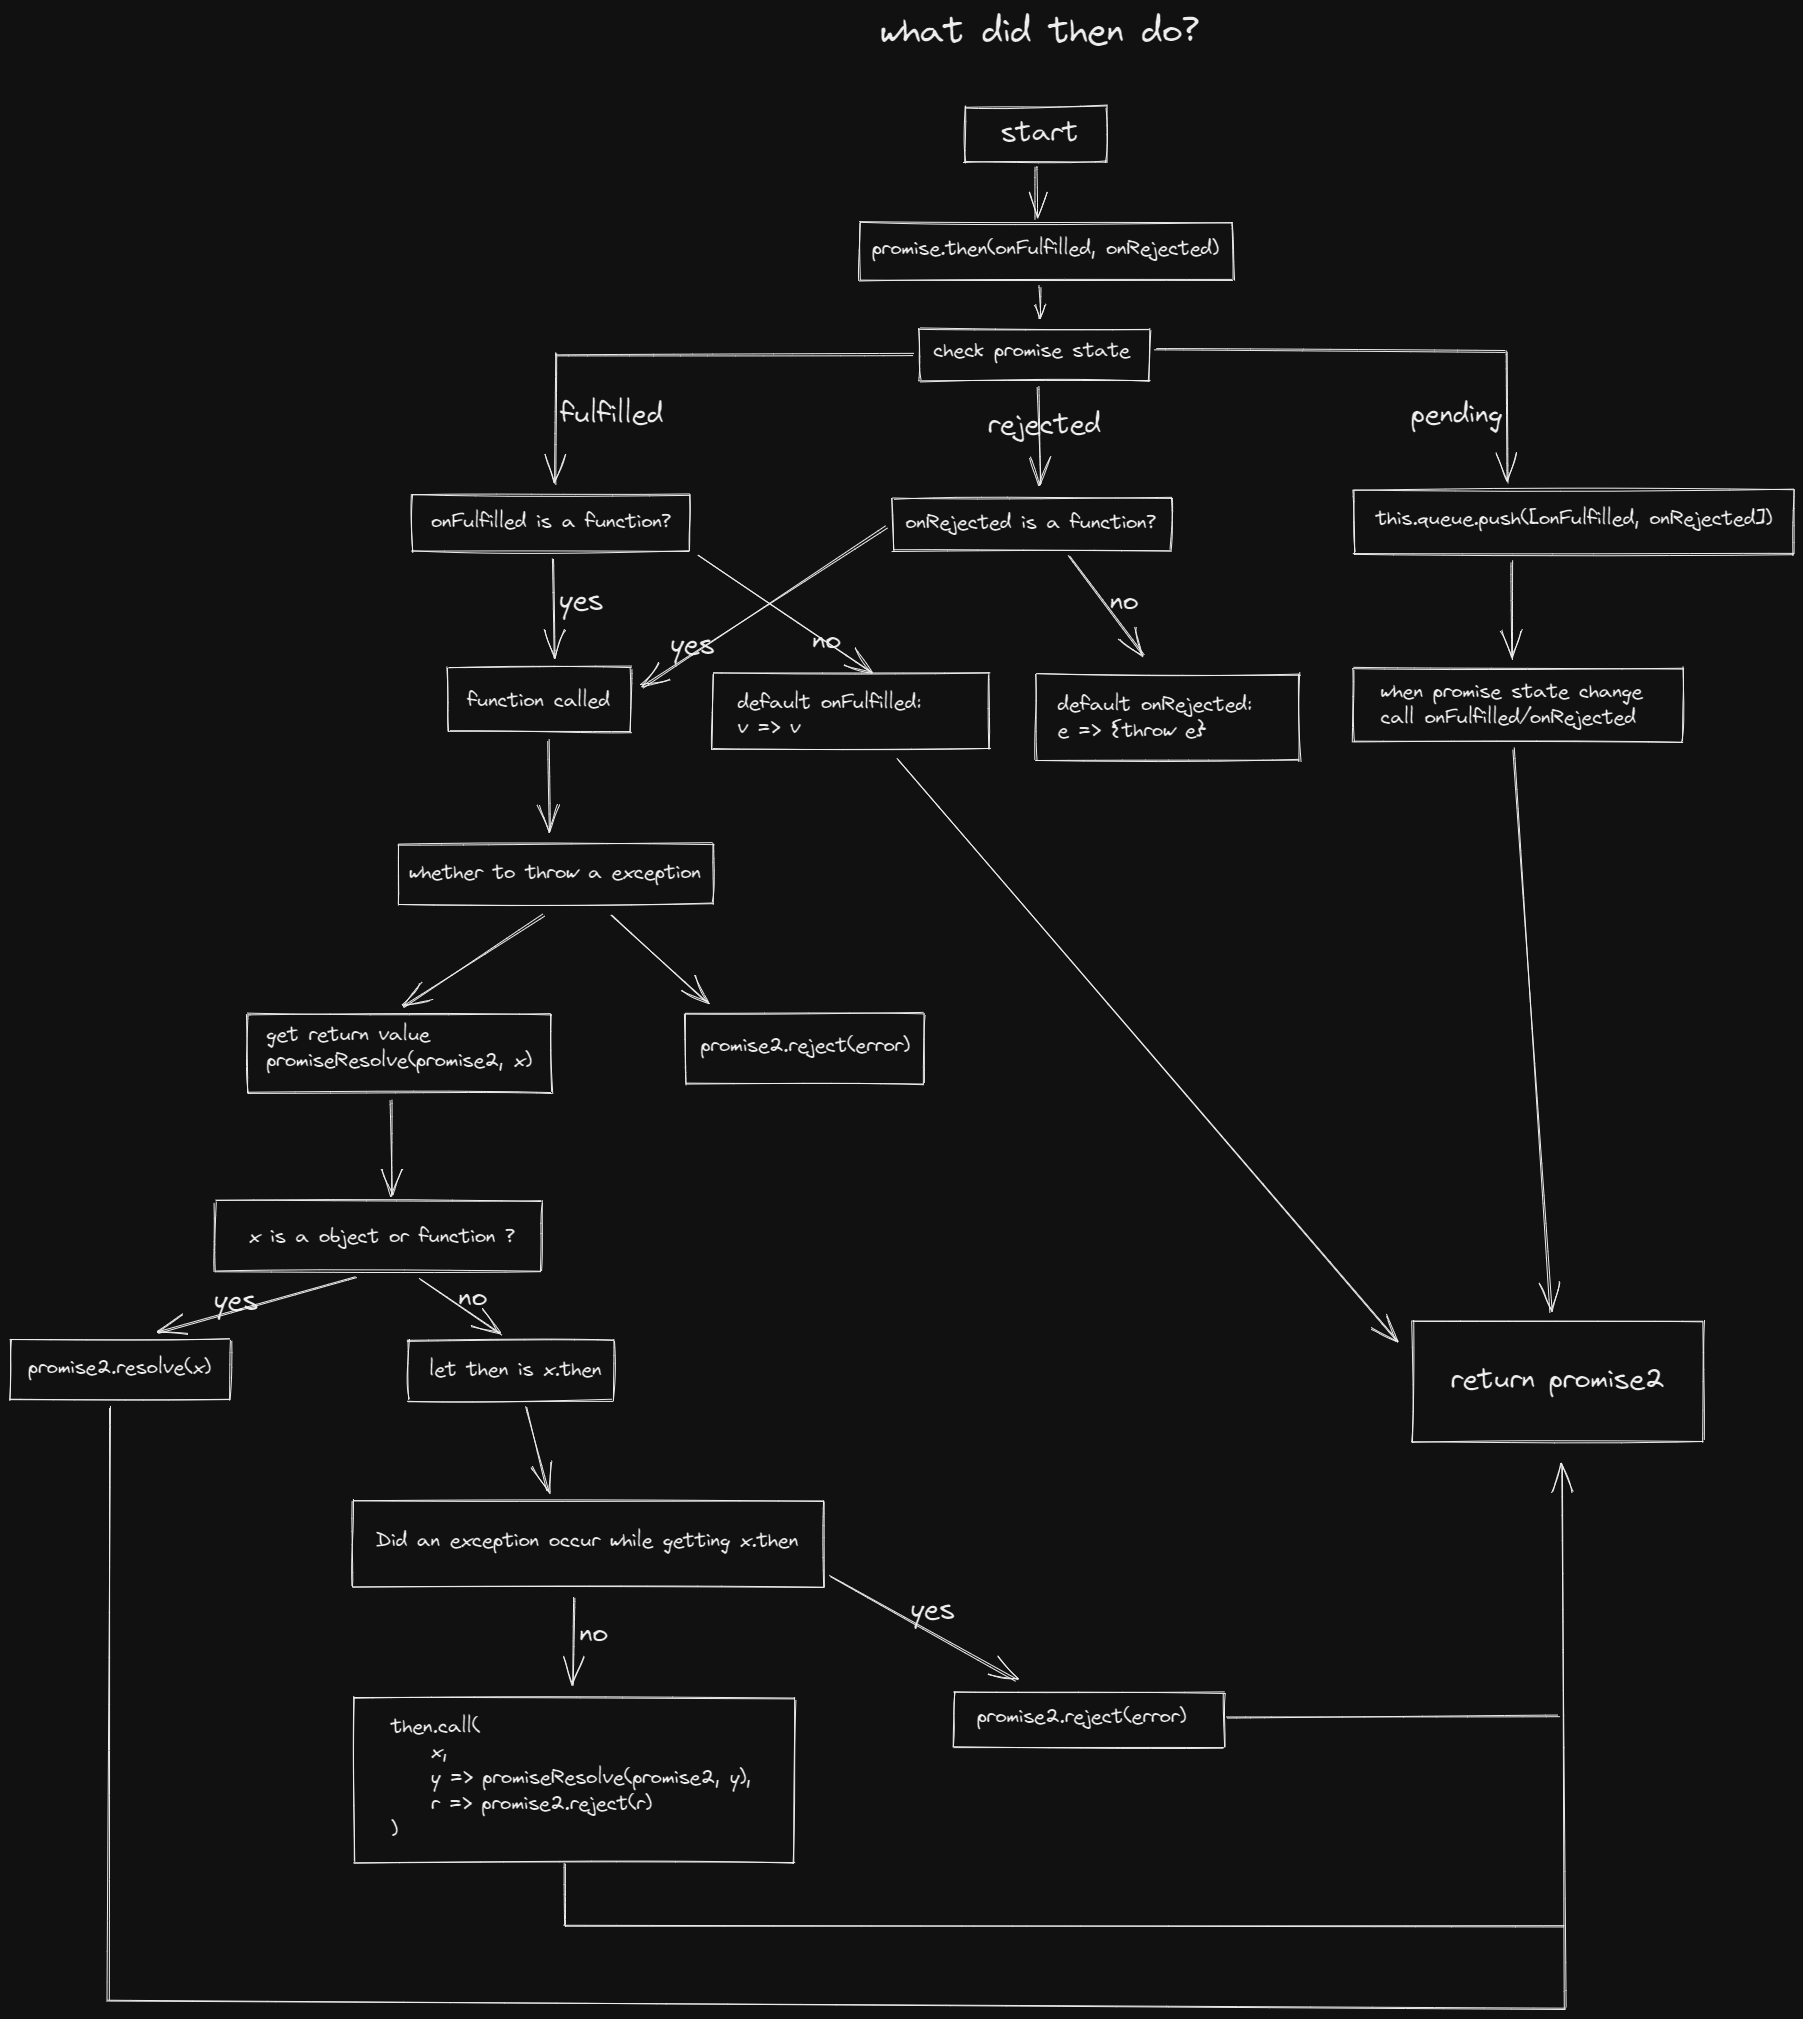 what did then do?
start
promise.then(onFulfilled, onRejected)
check promise state
fulfilled
rejected
pending
onFulfilled is a function?
onRejected is a function?
this.queue.push([onFulfilled, onRejected])
yes
no
yes
no
function called
default onFulfilled:
v => v
default onRejected:
e => {throw e}
when promise state change
call onFulfilled/onRejected
whether to throw a exception
get return value
promiseResolve(promise2, x)
promise2.reject(error)
x is a object or function ?
yes
no
promise2.resolve(x)
let then is x.then
return promise2
Did an exception occur while getting x.then
no
yes
then.call(
x,
y => promiseResolve(promise2, y),
r => promise2.reject(r)
)
promise2.reject(error)